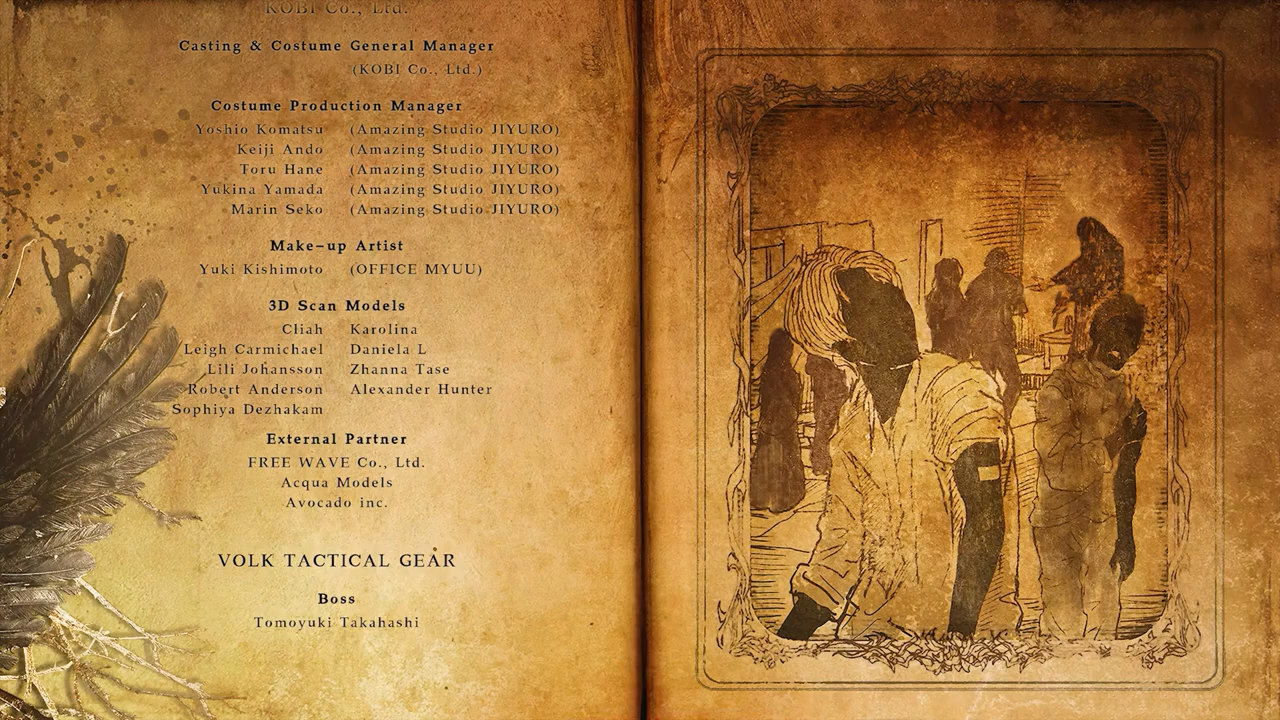 KOBI Co., Ltd.
Casting & Costume General Manager
(KOBI Co., Ltd.)
Costume Production Manager
Yoshio Komatsu (Amazing Studio JIYURO)
Keiji Ando (Amazing Studio JIYURO)
Toru Hane (Amazing Studio JIYURO)
Yukina Yamada (Amazing Studio JIYURO)
Marin Seko (Amazing Studio JIYURO)
Make-up Artist
Yuki Kishimoto (OFFICE MYUU)
3D Scan Models
Cliah Karolina
Leigh Carmichael Daniela L
Lili Johansson Zhanna Tase
Robert Anderson Alexander Hunter
Sophiya Dezhakam
External Partner
FREE WAVE Co., Ltd.
Acqua Models
Avocado inc.
VOLK TACTICAL GEAR
Boss
Tomoyuki Takahashi